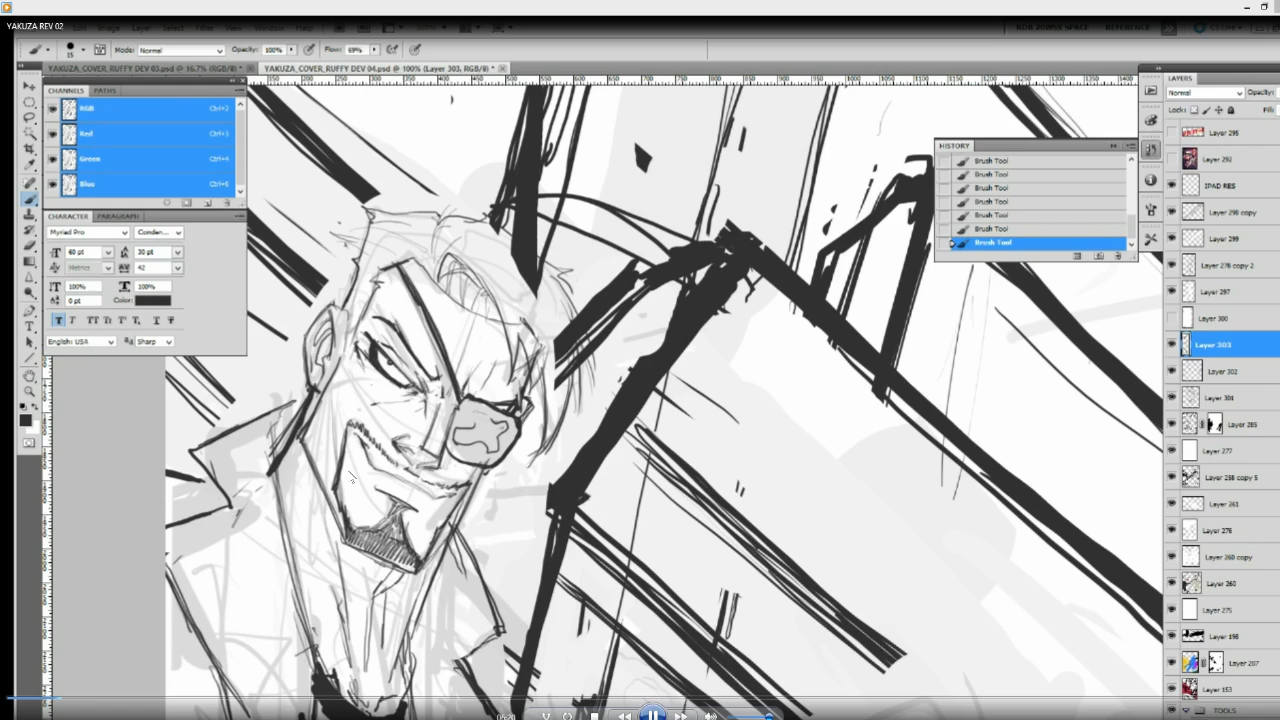 YAKUZA REV 02
Mode: Normal Opacity: 100% Flow: 69%
YAKUZA_COVER_RUFFY DEV 03.psd @ 16.7% (RGB/8) *
YAKUZA_COVER_RUFFY DEV 04.psd @ 100% (Layer 303, RGB/8) *
CHANNELS PATHS
RGB Ctrl+2
Red Ctrl+3
Green Ctrl+4
Blue Ctrl+5
CHARACTER PARAGRAPH
Myriad Pro Conden...
60 pt 30 pt
Metrics 42
100% 100%
0 pt Color:
English: USA Sharp
HISTORY
Brush Tool
Brush Tool
Brush Tool
Brush Tool
Brush Tool
Brush Tool
Brush Tool
LAYERS
Normal Opacity:
Lock: Fill:
Layer 295
Layer 292
IPAD RES
Layer 298 copy
Layer 299
Layer 278 copy 2
Layer 297
Layer 300
Layer 303
Layer 302
Layer 301
Layer 285
Layer 277
Layer 258 copy 5
Layer 261
Layer 276
Layer 260 copy
Layer 260
Layer 275
Layer 198
Layer 207
Layer 153
TOOLS